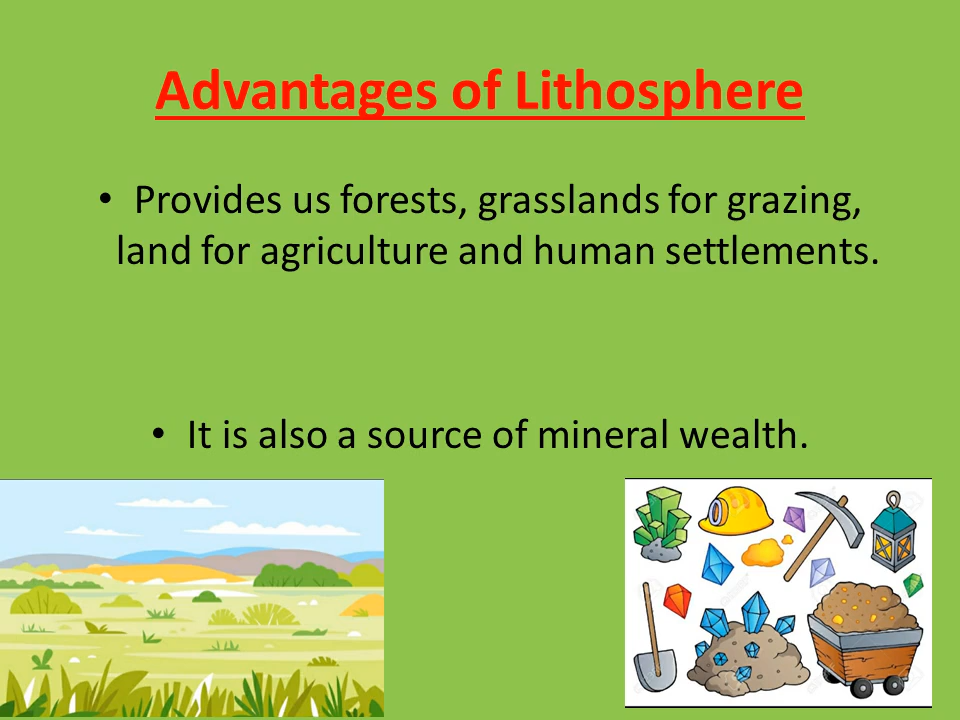 Advantages of Lithosphere
• Provides us forests, grasslands for grazing,
land for agriculture and human settlements.
• It is also a source of mineral wealth.